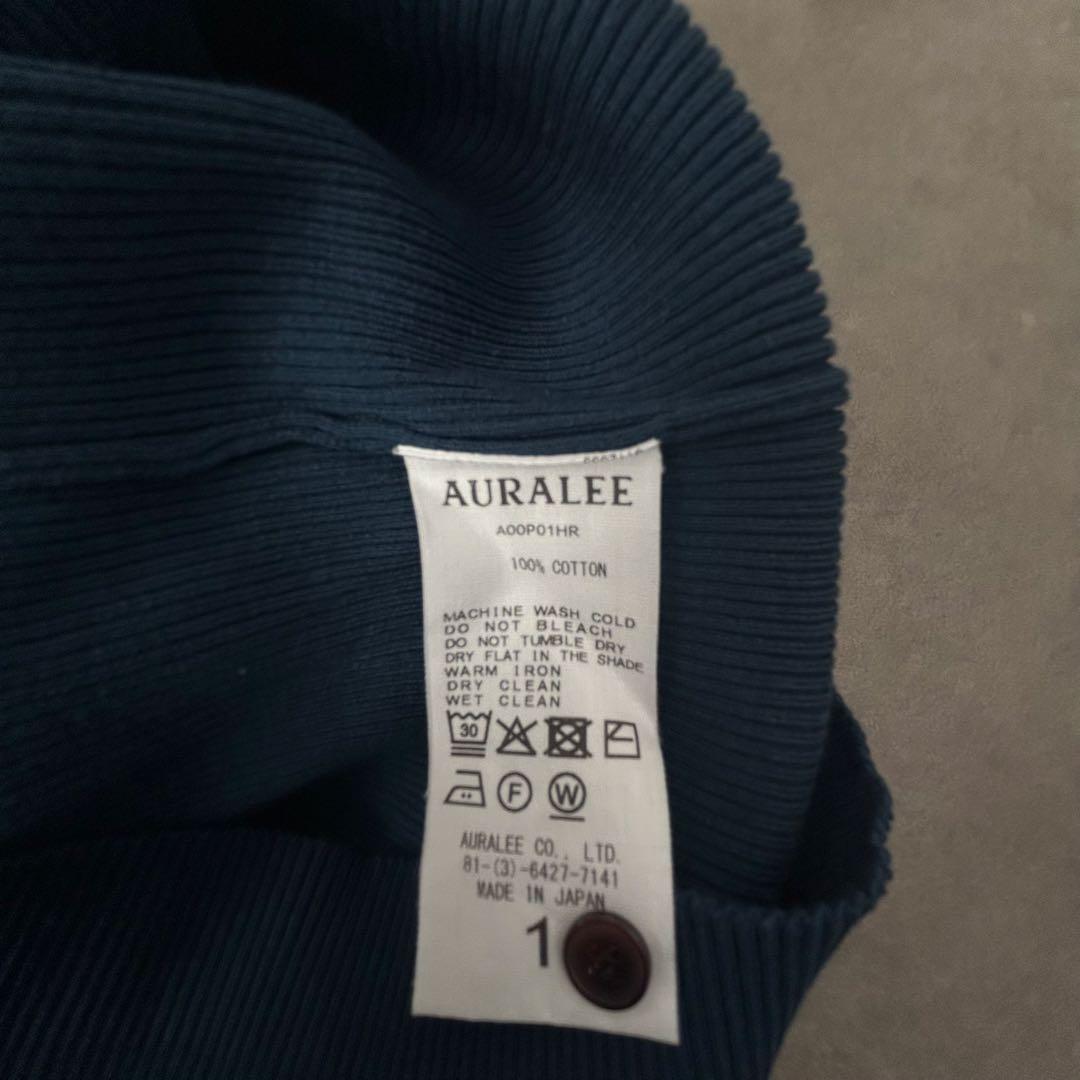 AURALEE
A00P01HR
100% COTTON
MACHINE WASH COLD
DO NOT BLEACH
DO NOT TUMBLE DRY
DRY FLAT IN THE SHADE
WARM IRON
DRY CLEAN
WET CLEAN
30
F W
AURALEE CO., LTD.
81-(3)-6427-7141
MADE IN JAPAN
1